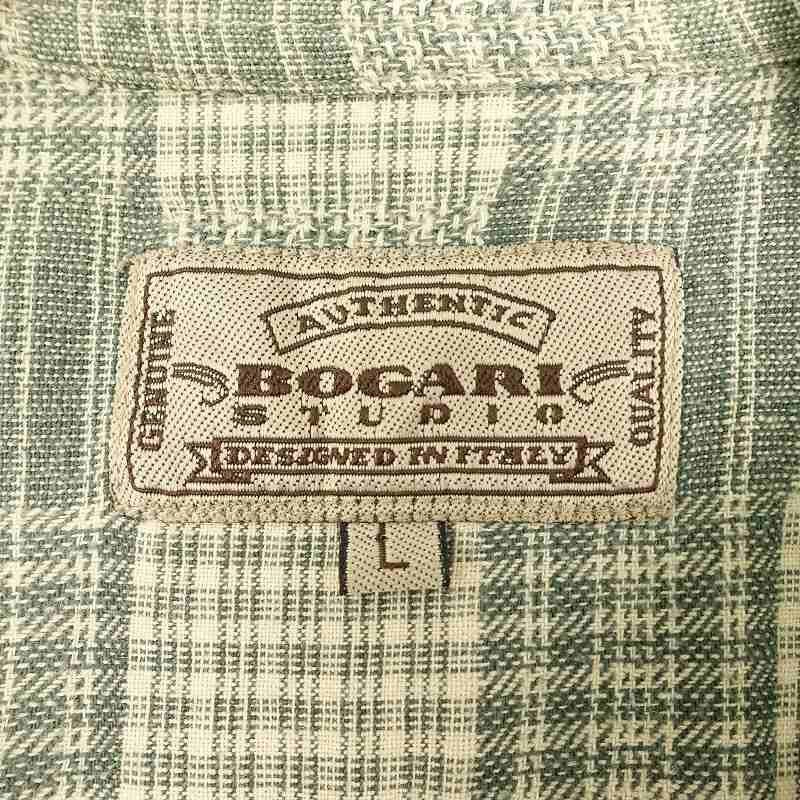 AUTHENTIC
GENUINE
BOGARI
STUDIO
QUALITY
DESIGNED IN ITALY
L